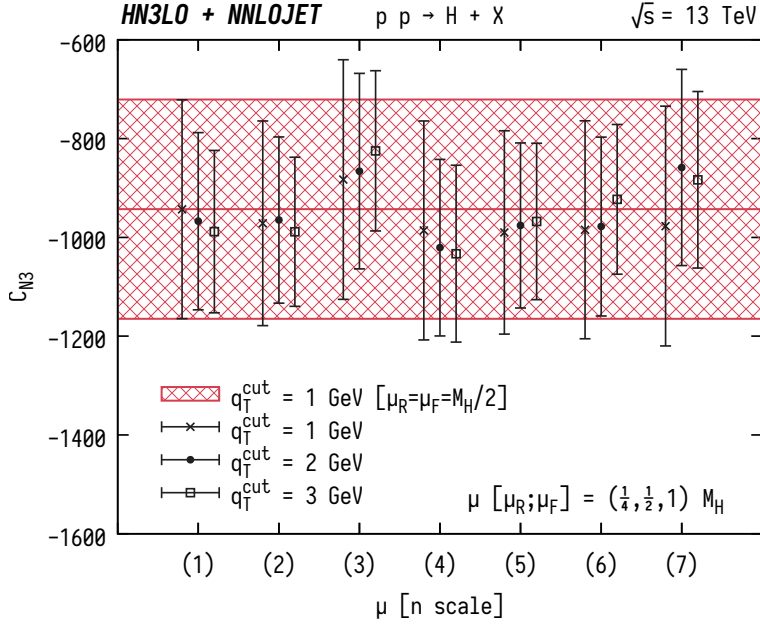 HN3LO + NNLOJET p p → H + X √s = 13 TeV
-600
-800
-1000
-1200
-1400
-1600
C_N3
q_T^cut = 1 GeV [μ_R=μ_F=M_H/2]
q_T^cut = 1 GeV
q_T^cut = 2 GeV
q_T^cut = 3 GeV
μ [μ_R;μ_F] = (1/4,1/2,1) M_H
(1) (2) (3) (4) (5) (6) (7)
μ [n scale]